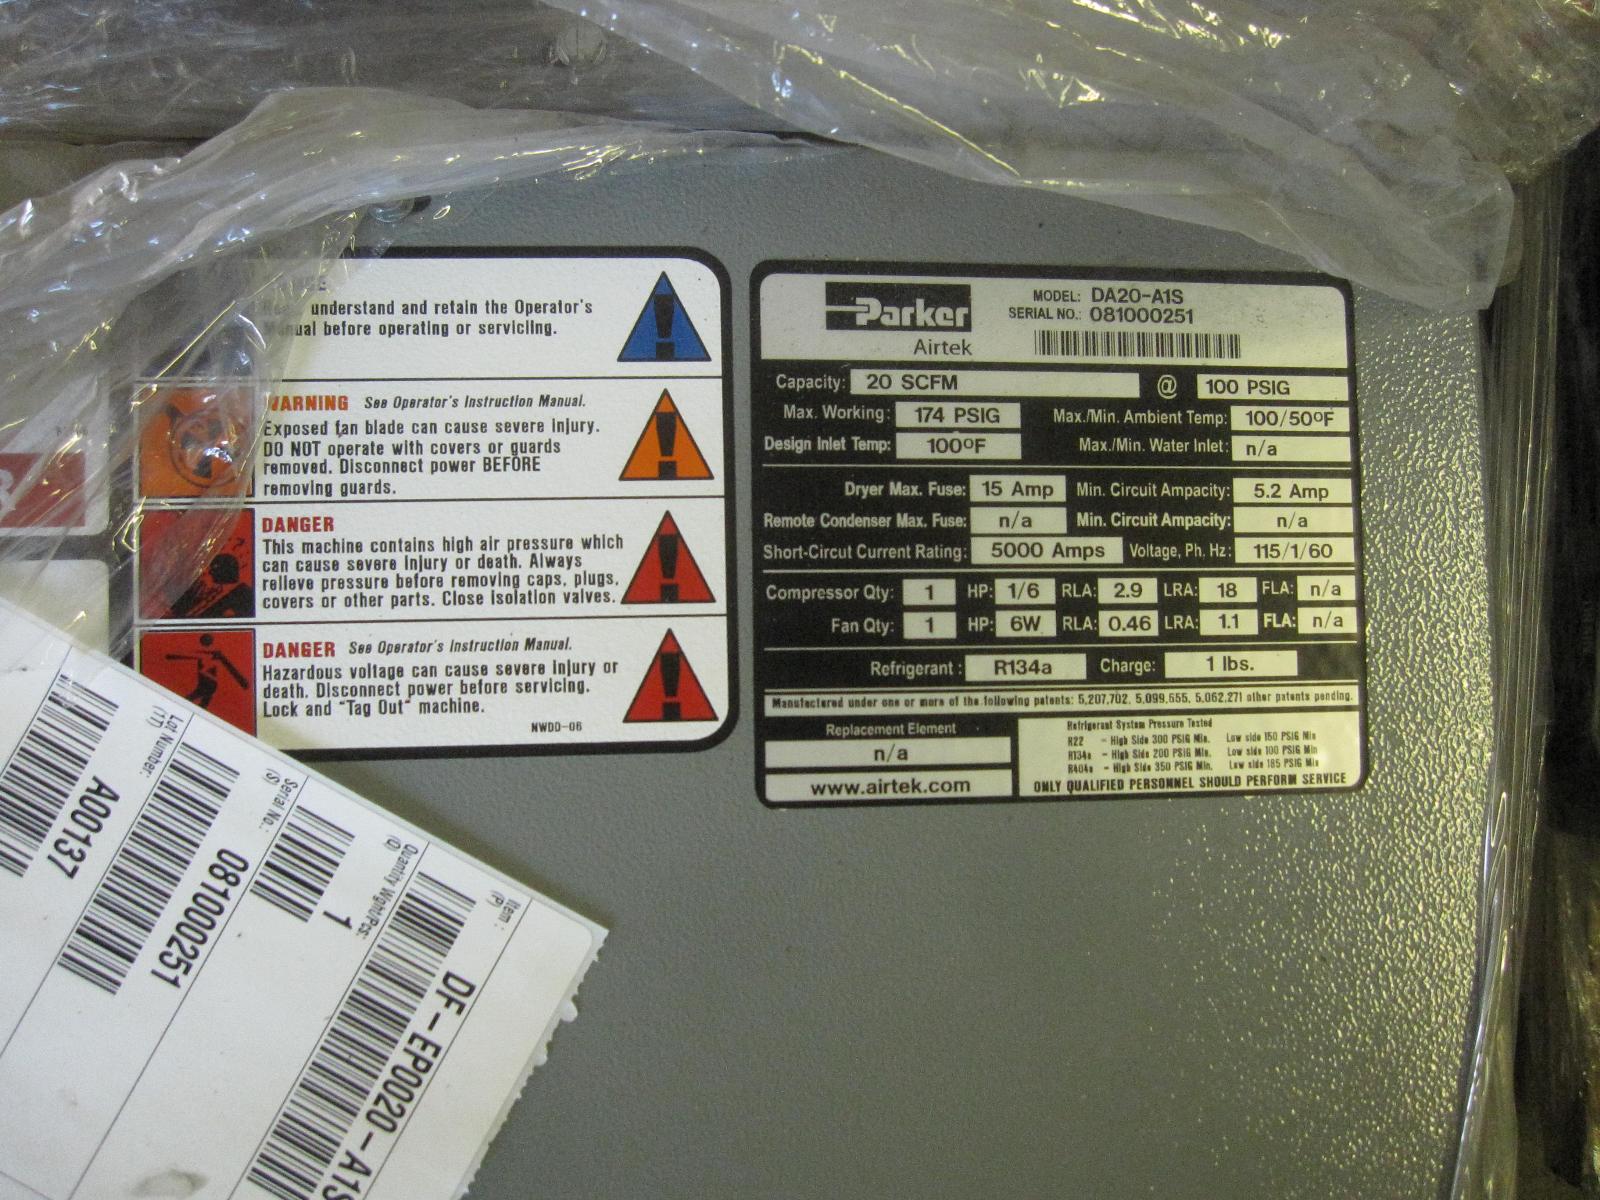 understand and retain the Operator's
before operating or servicing.
WARNING See Operator's Instruction Manual.
Exposed fan blade can cause severe injury.
DO NOT operate with covers or guards
removed. Disconnect power BEFORE
removing guards.
DANGER
This machine contains high air pressure which
can cause severe injury or death. Always
relieve pressure before removing caps, plugs,
covers or other parts. Close isolation valves.
DANGER See Operator's Instruction Manual.
Hazardous voltage can cause severe injury or
death. Disconnect power before servicing.
Lock and "Tag Out" machine.
NWDD-06
Parker
Airtek
MODEL: DA20-A1S
SERIAL NO.: 081000251
Capacity: 20 SCFM @ 100 PSIG
Max. Working: 174 PSIG Max./Min. Ambient Temp: 100/50ºF
Design Inlet Temp: 100ºF Max./Min. Water Inlet: n/a
Dryer Max. Fuse: 15 Amp Min. Circuit Ampacity: 5.2 Amp
Remote Condenser Max. Fuse: n/a Min. Circuit Ampacity: n/a
Short-Circut Current Rating: 5000 Amps Voltage, Ph. Hz: 115/1/60
Compressor Qty: 1 HP: 1/6 RLA: 2.9 LRA: 18 FLA: n/a
Fan Qty: 1 HP: 6W RLA: 0.46 LRA: 1.1 FLA: n/a
Refrigerant : R134a Charge: 1 lbs.
Manufactured under one or more of the following patents: 5,207,702, 5,099,655, 5,062,271 other patents pending.
Replacement Element
n/a
www.airtek.com
Refrigerant System Pressure Tested
R22 - High Side 300 PSIG Min. Low side 150 PSIG Min
R134a - High Side 200 PSIG Min. Low side 100 PSIG Min
R404a - High Side 350 PSIG Min. Low side 185 PSIG Min
ONLY QUALIFIED PERSONNEL SHOULD PERFORM SERVICE
Item:
(P)
DF-EP0020-A1S
Quantity Wght/Pcs:
(Q)
1
Serial No.:
(S)
081000251
Lot Number:
(1T)
A00137